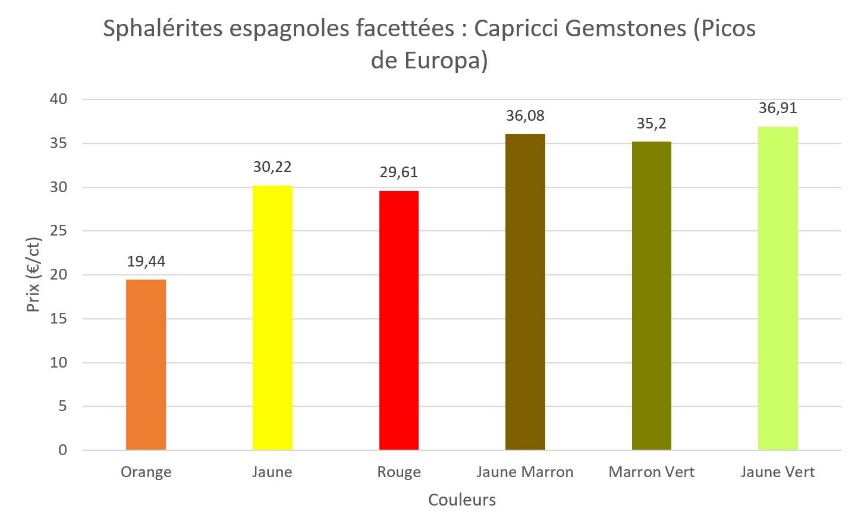 Sphalérites espagnoles facettées : Capricci Gemstones (Picos
de Europa)
40
35
30
25
20
15
10
5
0
Prix (€/ct)
19,44
30,22
29,61
36,08
35,2
36,91
Orange
Jaune
Rouge
Jaune Marron
Marron Vert
Jaune Vert
Couleurs